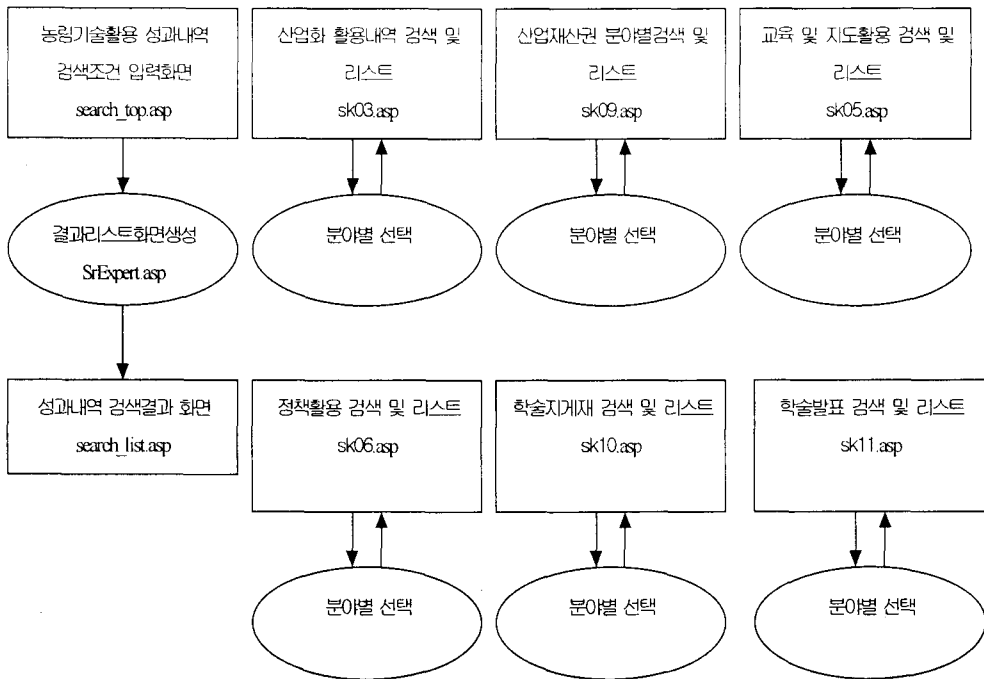 농림기술활용 성과내역
검색조건 입력화면
search_top.asp
산업화 활용내역 검색 및
리스트
sk03.asp
산업재산권 분야별검색 및
리스트
sk09.asp
교육 및 지도활용 검색 및
리스트
sk05.asp
결과리스트화면생성
SrExpert.asp
분야별 선택
분야별 선택
분야별 선택
성과내역 검색결과 화면
search_list.asp
정책활용 검색 및 리스트
sk06.asp
학술지게재 검색 및 리스트
sk10.asp
학술발표 검색 및 리스트
sk11.asp
분야별 선택
분야별 선택
분야별 선택